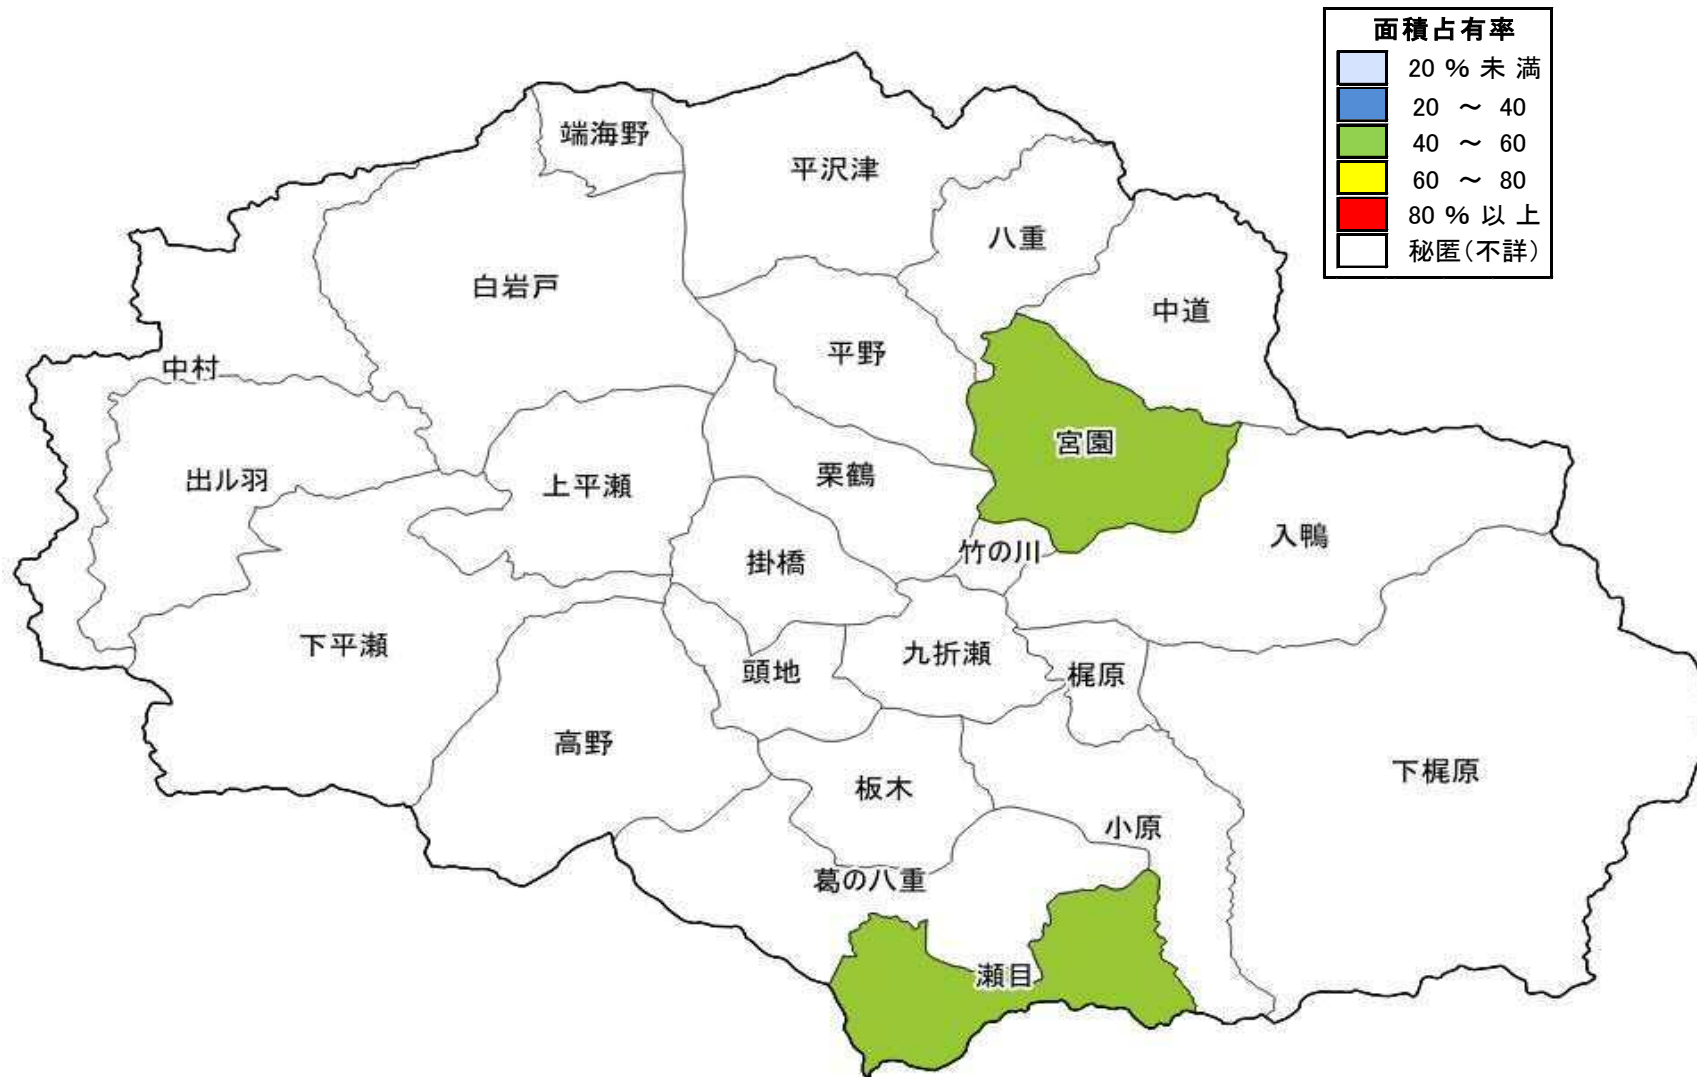 面積占有率
20 % 未 満
20 ～ 40
40 ～ 60
60 ～ 80
80 % 以 上
秘匿(不詳)
端海野
平沢津
八重
白岩戸
中道
平野
中村
宮園
出ル羽
上平瀬
栗鶴
入鴨
竹の川
掛橋
下平瀬
九折瀬
頭地
梶原
高野
下梶原
板木
小原
葛の八重
瀬目